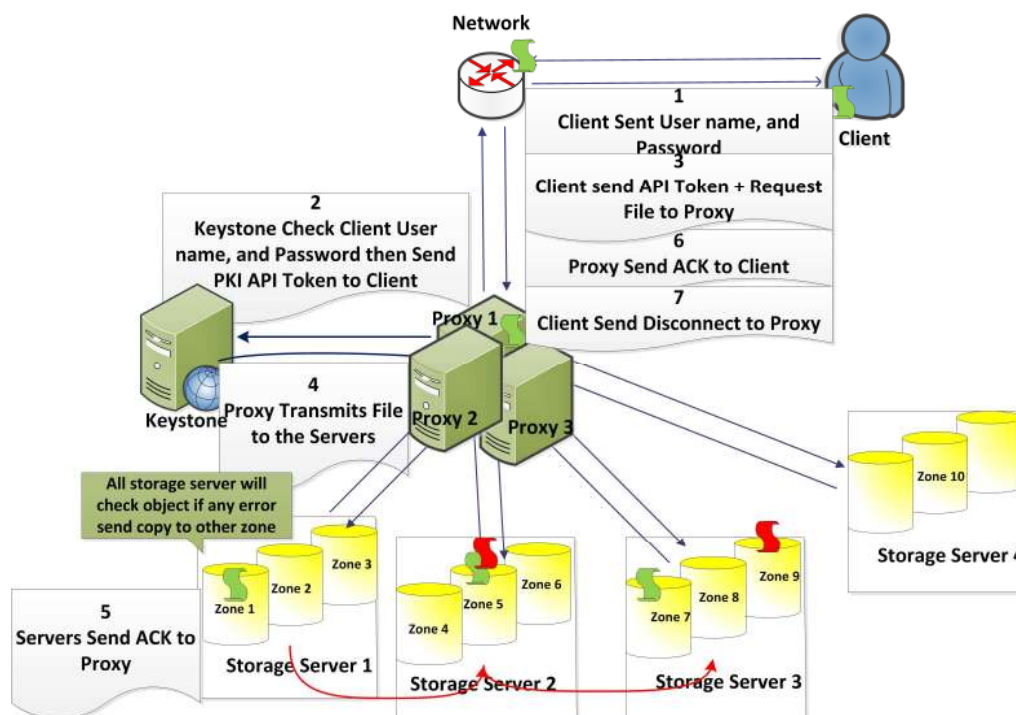 Network
Client
1
Client Sent User name, and
Password
3
Client send API Token + Request
File to Proxy
6
Proxy Send ACK to Client
7
Client Send Disconnect to Proxy
2
Keystone Check Client User
name, and Password then Send
PKI API Token to Client
Keystone
Proxy 1
Proxy 2
Proxy 3
4
Proxy Transmits File
to the Servers
All storage server will
check object if any error
send copy to other zone
5
Servers Send ACK to
Proxy
Zone 1
Zone 2
Zone 3
Storage Server 1
Zone 4
Zone 5
Zone 6
Storage Server 2
Zone 7
Zone 8
Zone 9
Storage Server 3
Zone 10
Storage Server 4